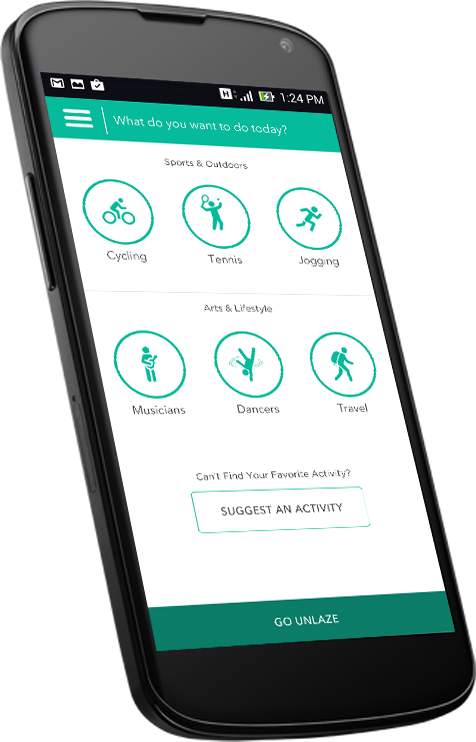 H 1:24 PM
What do you want to do today?
Sports & Outdoors
Cycling Tennis Jogging
Arts & Lifestyle
Musicians Dancers Travel
Can't Find Your Favorite Activity?
SUGGEST AN ACTIVITY
GO UNLAZE